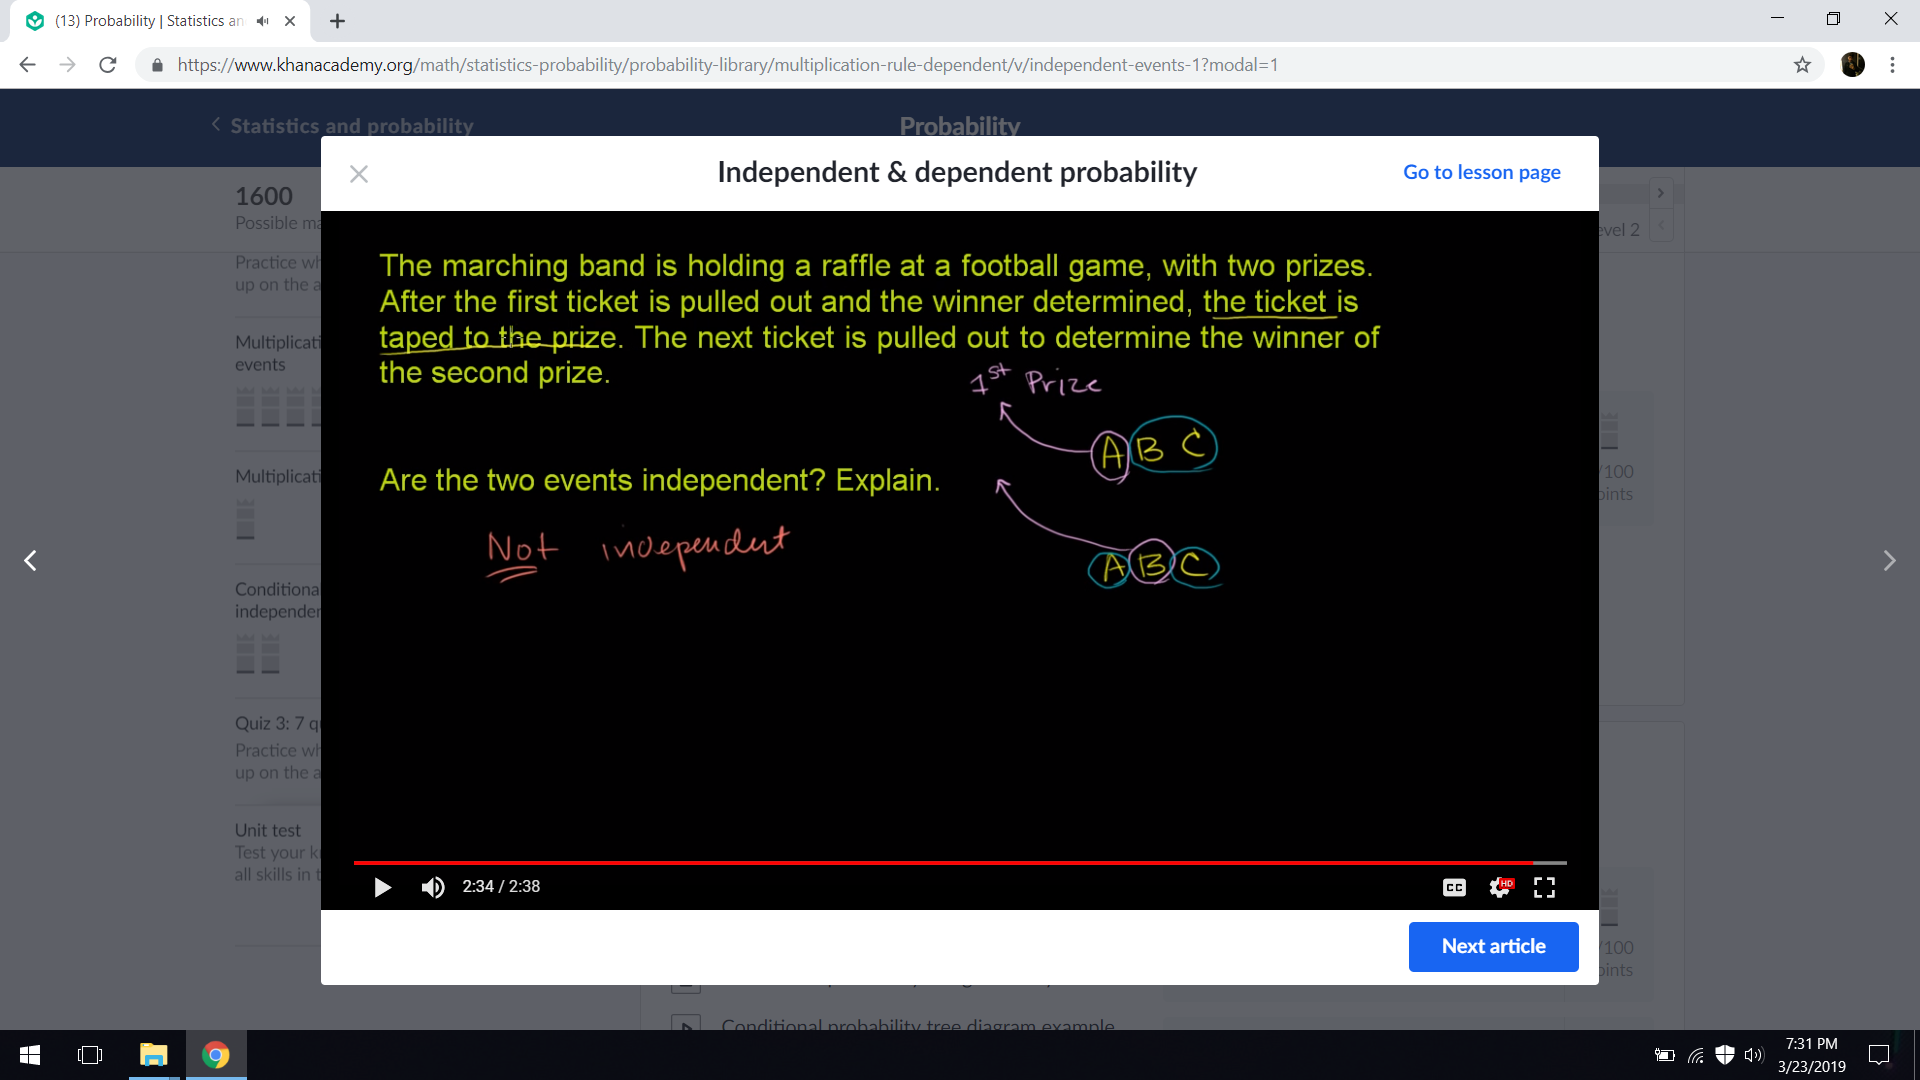 (13) Probability | Statistics an
https://www.khanacademy.org/math/statistics-probability/probability-library/multiplication-rule-dependent/v/independent-events-1?modal=1
Statistics and probability
Probability
Independent & dependent probability
Go to lesson page
1600
Possible ma
evel 2
Practice wh
up on the a
The marching band is holding a raffle at a football game, with two prizes.
After the first ticket is pulled out and the winner determined, the ticket is
taped to the prize. The next ticket is pulled out to determine the winner of
the second prize.
1st Prize
A B C
Are the two events independent? Explain.
Not independent
A B C
Multiplicati
events
Multiplicati
/100
oints
Conditiona
independer
Quiz 3: 7 qu
Practice wh
up on the a
Unit test
Test your k
all skills in t
2:34 / 2:38
CC
HD
Next article
/100
oints
Conditional probability tree diagram example
7:31 PM
3/23/2019